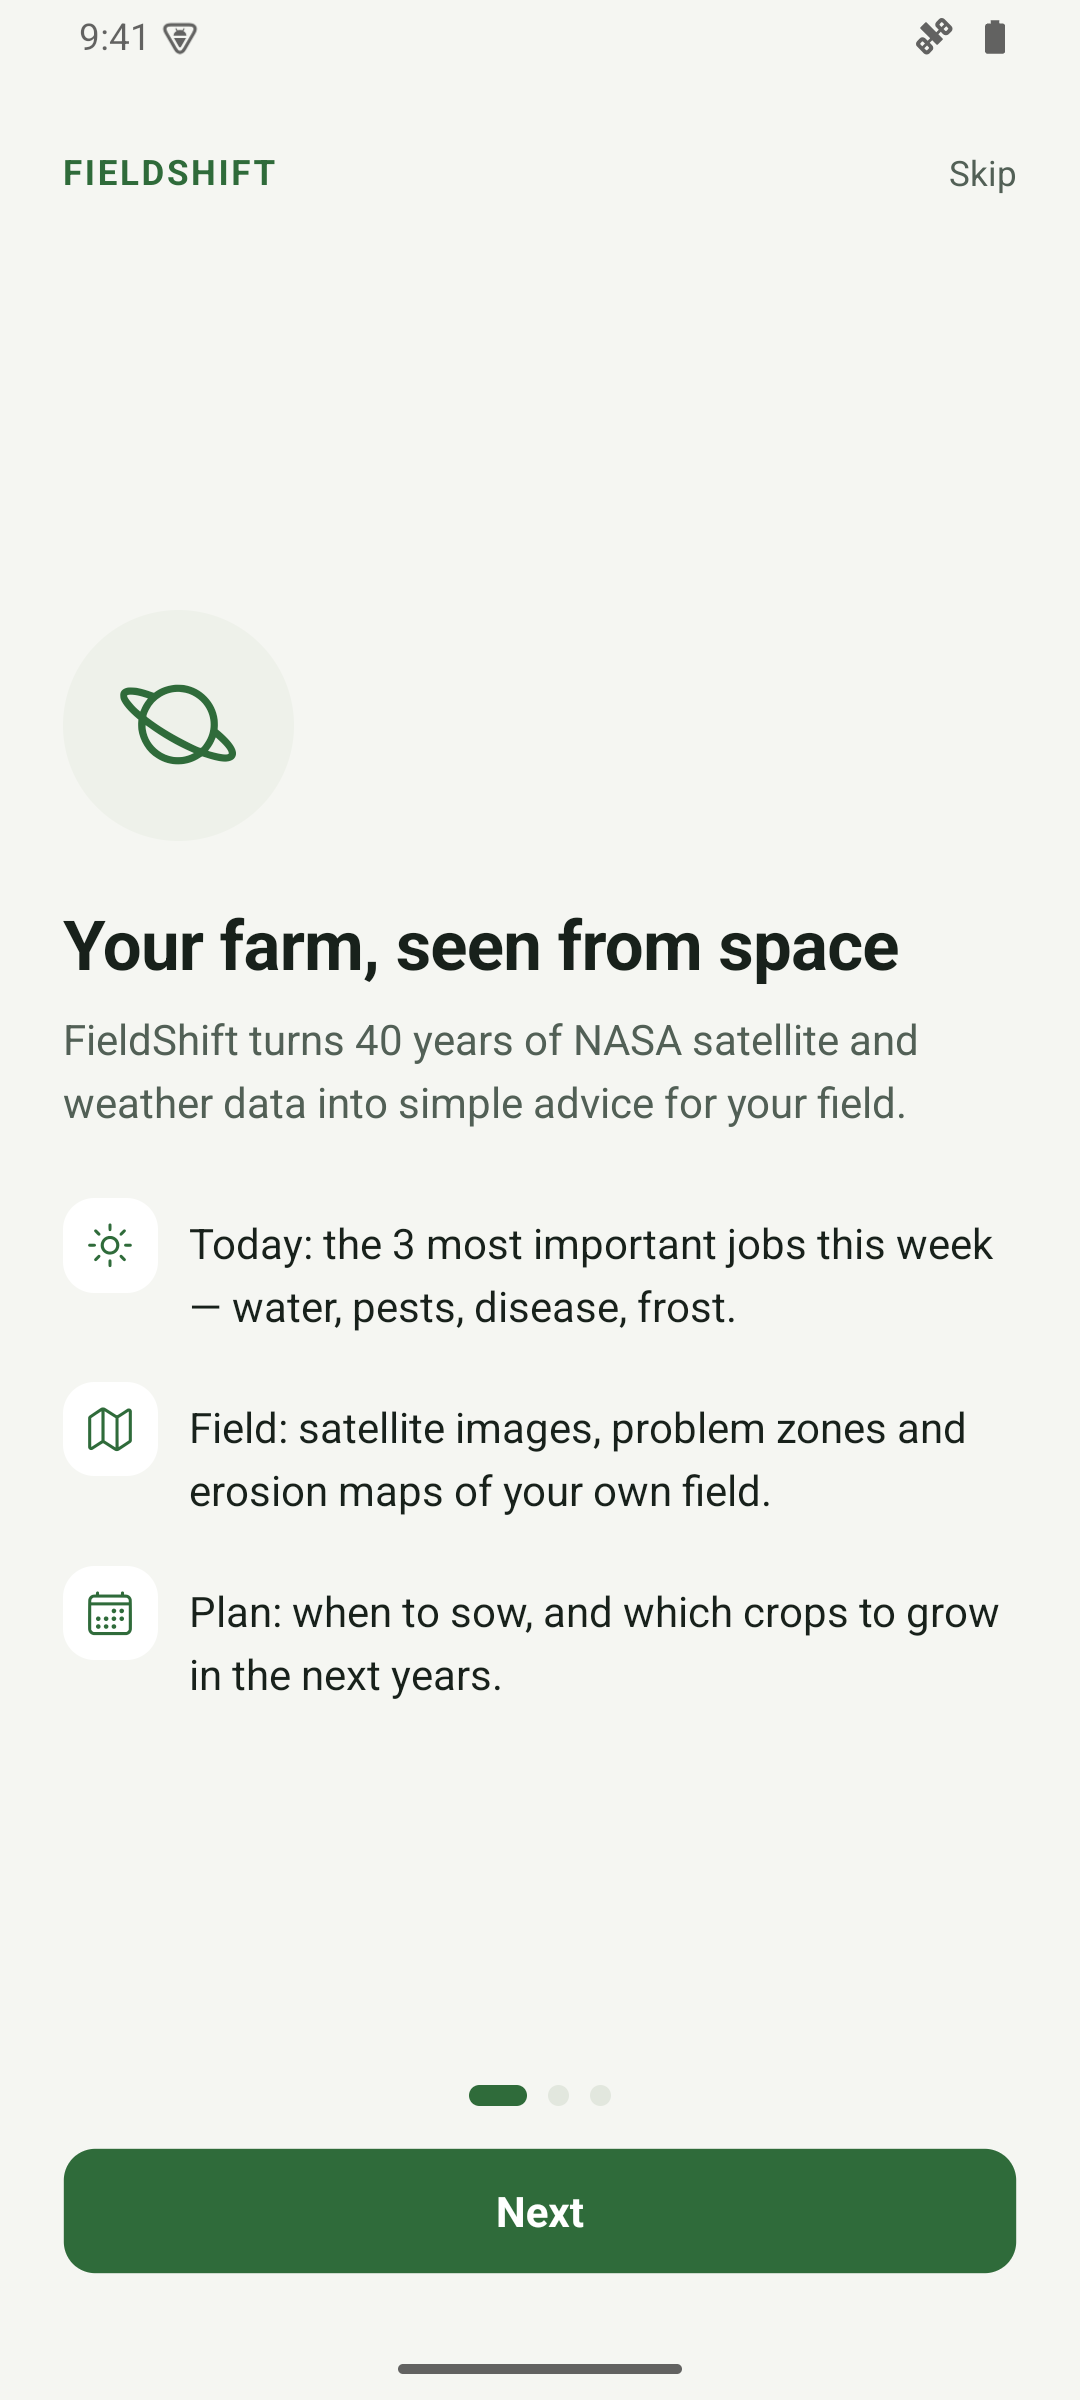 9:41
FIELDSHIFT
Skip
Your farm, seen from space
FieldShift turns 40 years of NASA satellite and
weather data into simple advice for your field.
Today: the 3 most important jobs this week
— water, pests, disease, frost.
Field: satellite images, problem zones and
erosion maps of your own field.
Plan: when to sow, and which crops to grow
in the next years.
Next